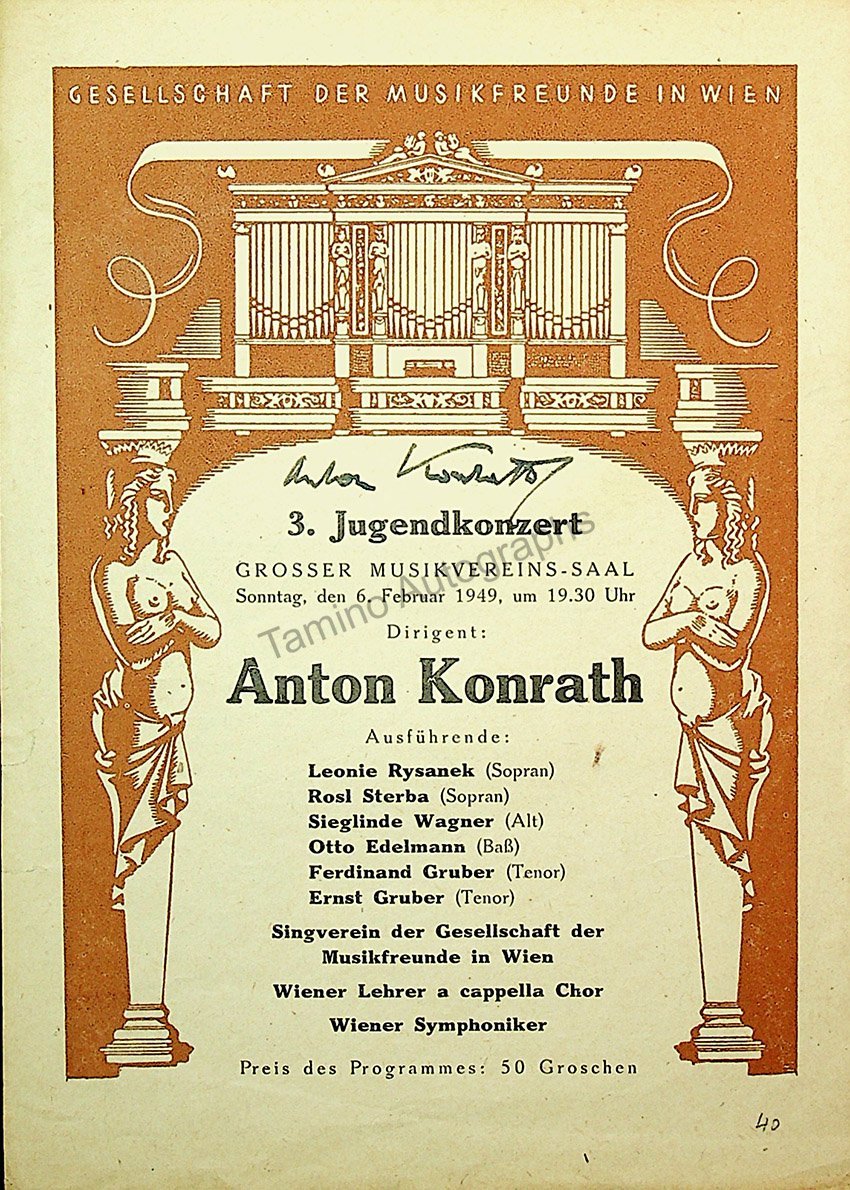 GESELLSCHAFT DER MUSIKFREUNDE IN WIEN
Anton Konrath
3. Jugendkonzert
GROSSER MUSIKVEREINS-SAAL
Sonntag, den 6. Februar 1949, um 19.30 Uhr
Tamino Autographs
Dirigent:
Anton Konrath
Ausführende:
Leonie Rysanek (Sopran)
Rosl Sterba (Sopran)
Sieglinde Wagner (Alt)
Otto Edelmann (Baß)
Ferdinand Gruber (Tenor)
Ernst Gruber (Tenor)
Singverein der Gesellschaft der
Musikfreunde in Wien
Wiener Lehrer a cappella Chor
Wiener Symphoniker
Preis des Programmes: 50 Groschen
40